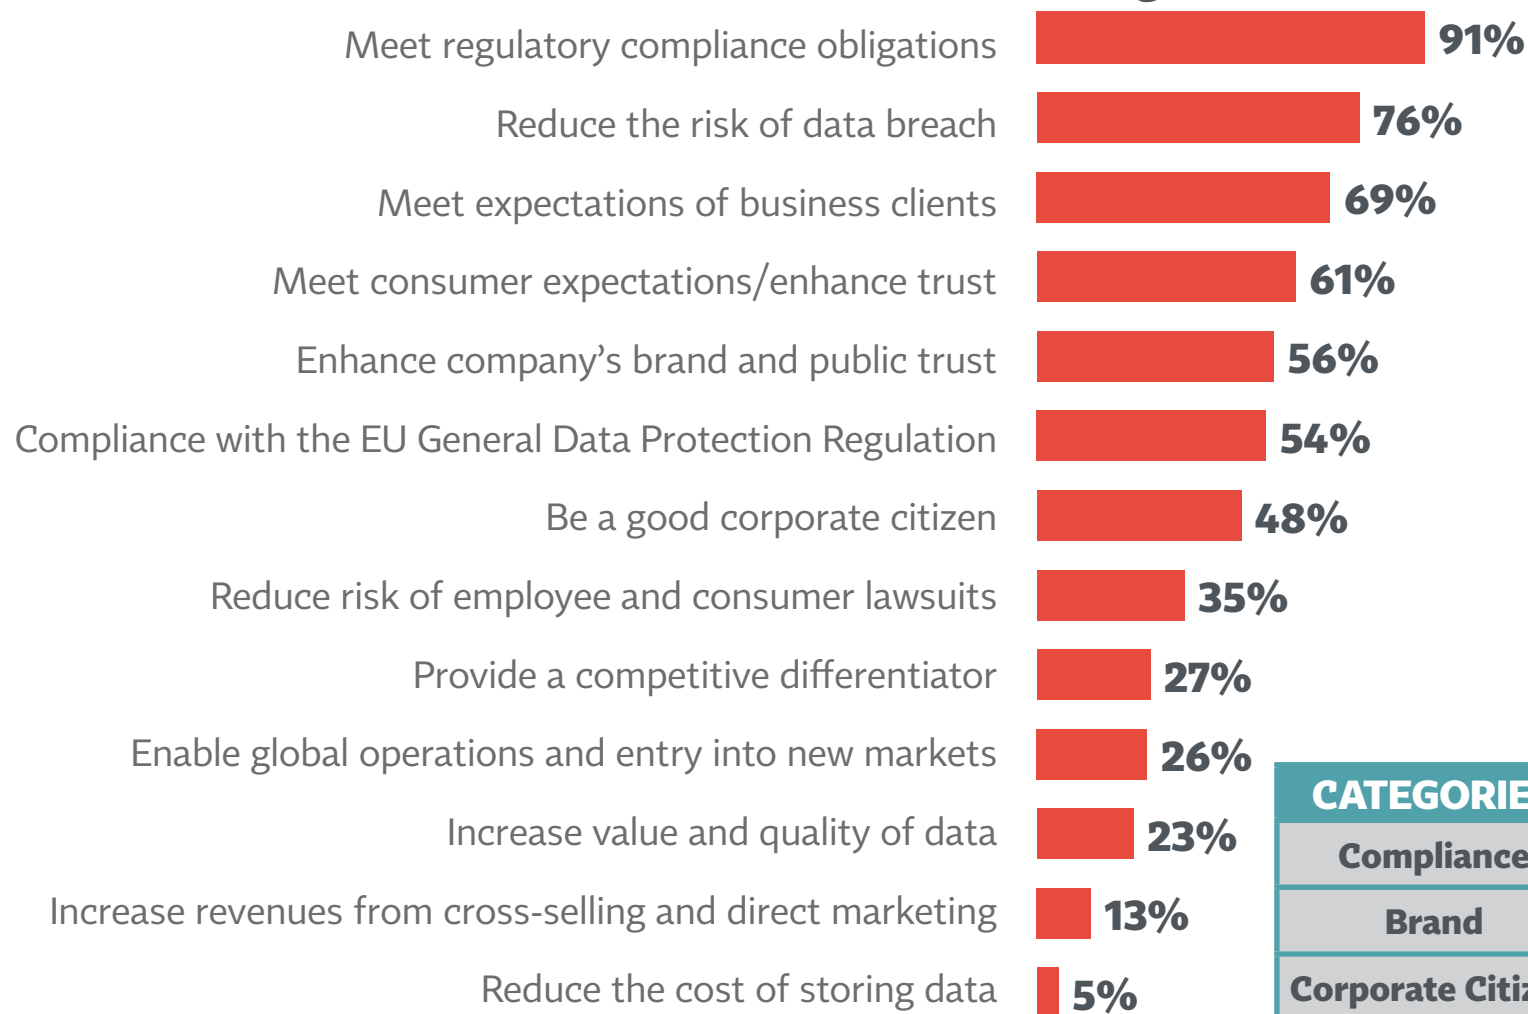 Meet regulatory compliance obligations 91%
Reduce the risk of data breach 76%
Meet expectations of business clients 69%
Meet consumer expectations/enhance trust 61%
Enhance company’s brand and public trust 56%
Compliance with the EU General Data Protection Regulation 54%
Be a good corporate citizen 48%
Reduce risk of employee and consumer lawsuits 35%
Provide a competitive differentiator 27%
Enable global operations and entry into new markets 26%
Increase value and quality of data 23%
Increase revenues from cross-selling and direct marketing 13%
Reduce the cost of storing data 5%
CATEGORIE
Compliance
Brand
Corporate Citi